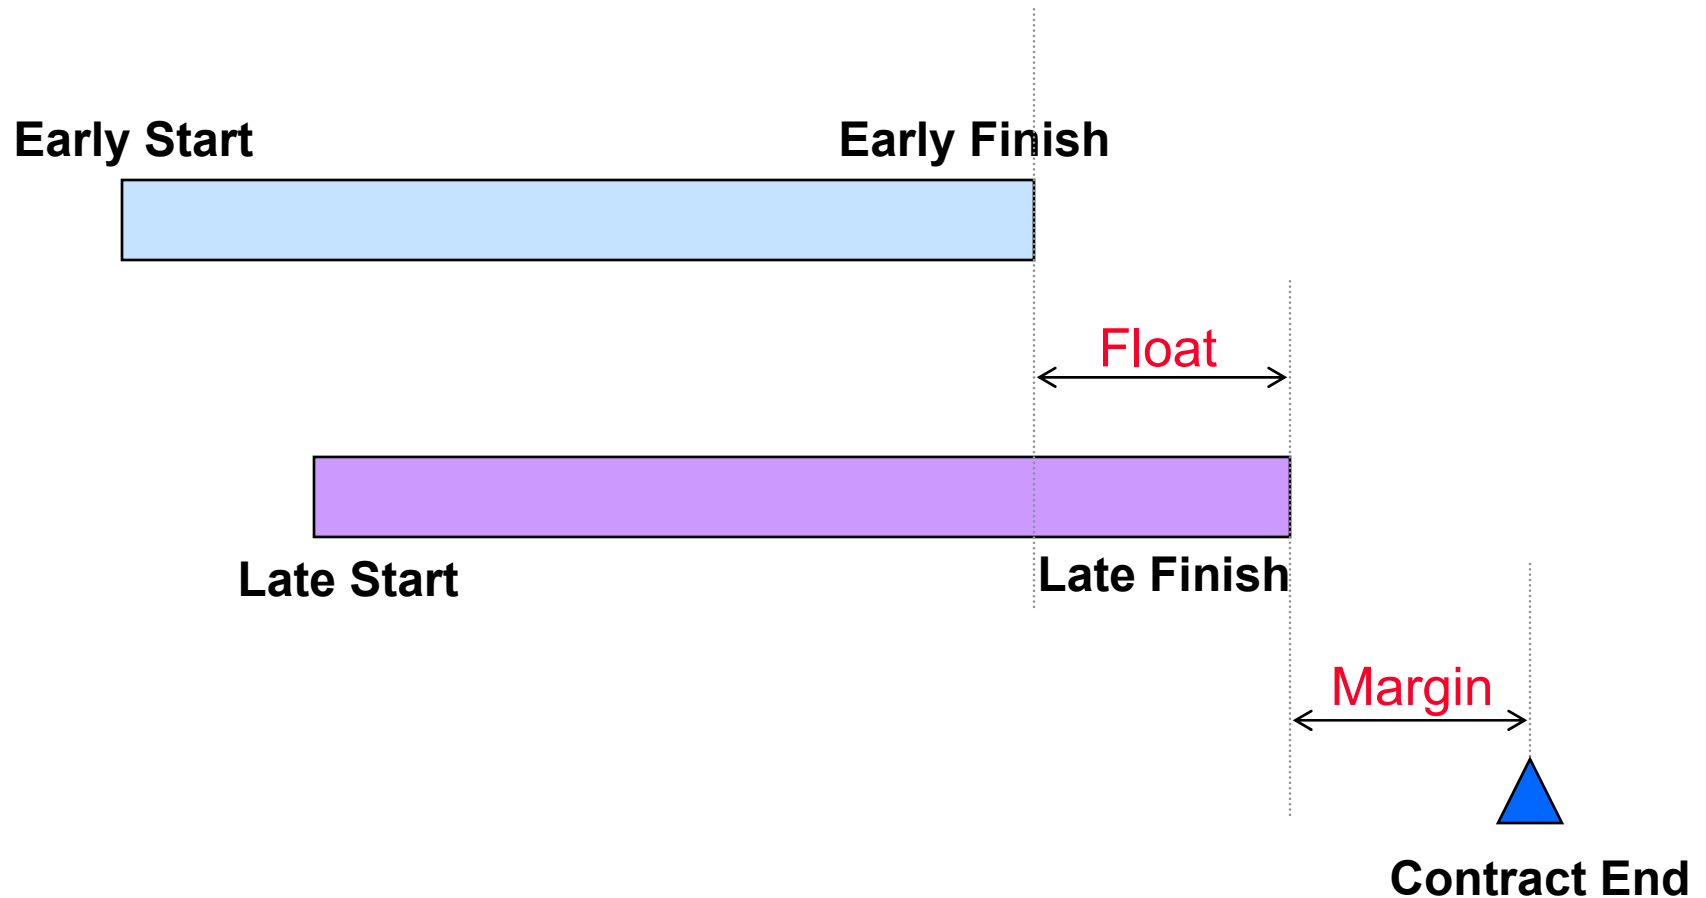 Early Start
Early Finish
Float
Late Start
Late Finish
Margin
Contract End